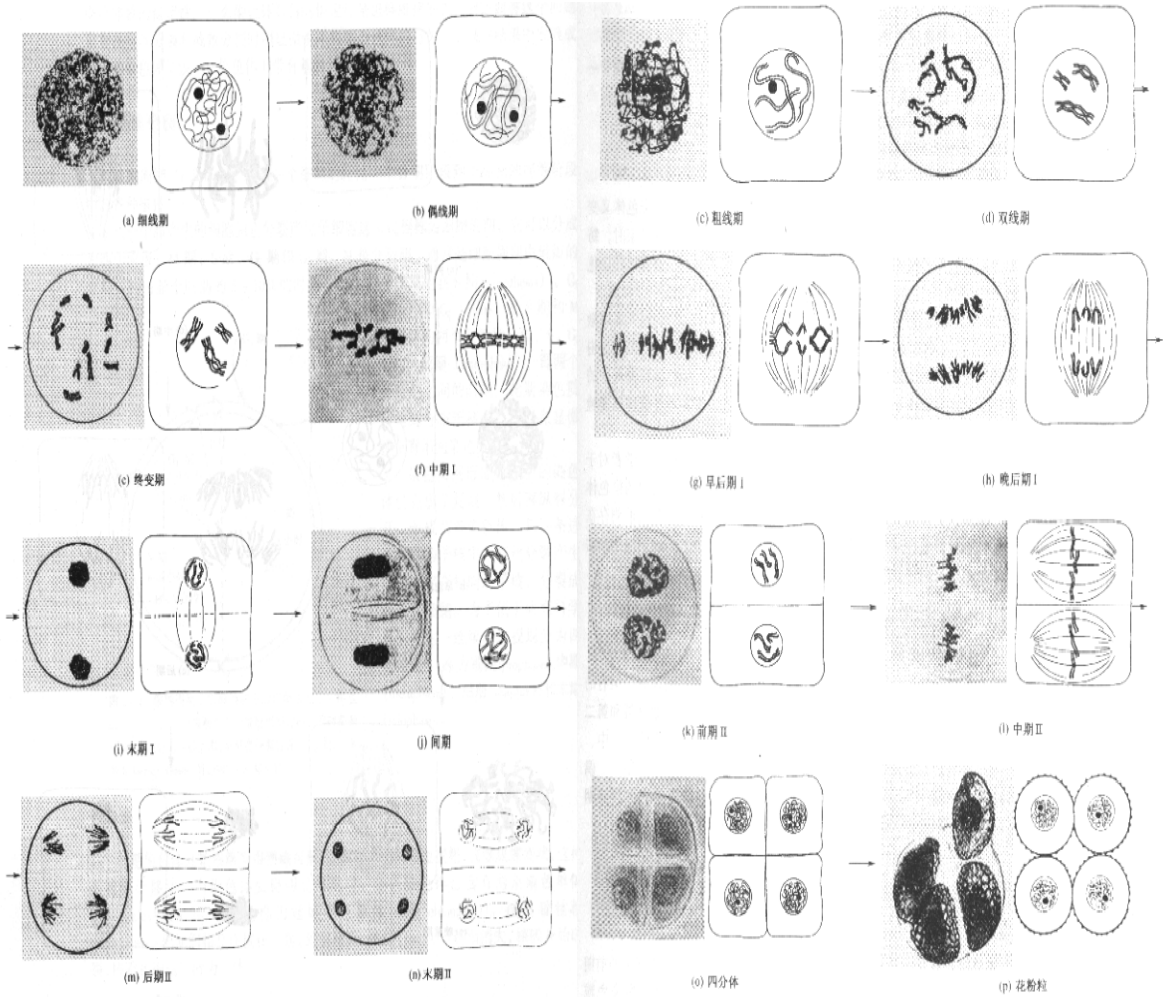 (a) 细线期
(b) 偶线期
(c) 粗线期
(d) 双线期
(c) 终变期
(f) 中期 I
(g) 早后期 I
(h) 晚后期 I
(i) 末期 I
(j) 间期
(k) 前期 II
(l) 中期 II
(m) 后期 II
(n) 末期 II
(o) 四分体
(p) 花粉粒